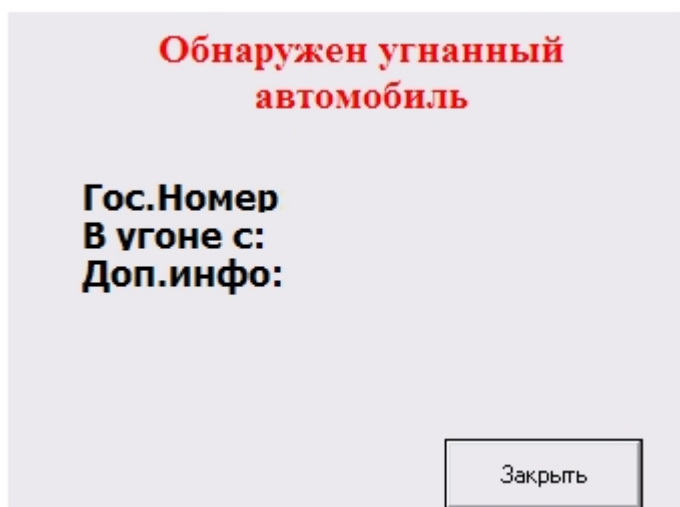 Обнаружен угнанный
автомобиль
Гос.Номер
В угоне с:
Доп.инфо:
Закрыть